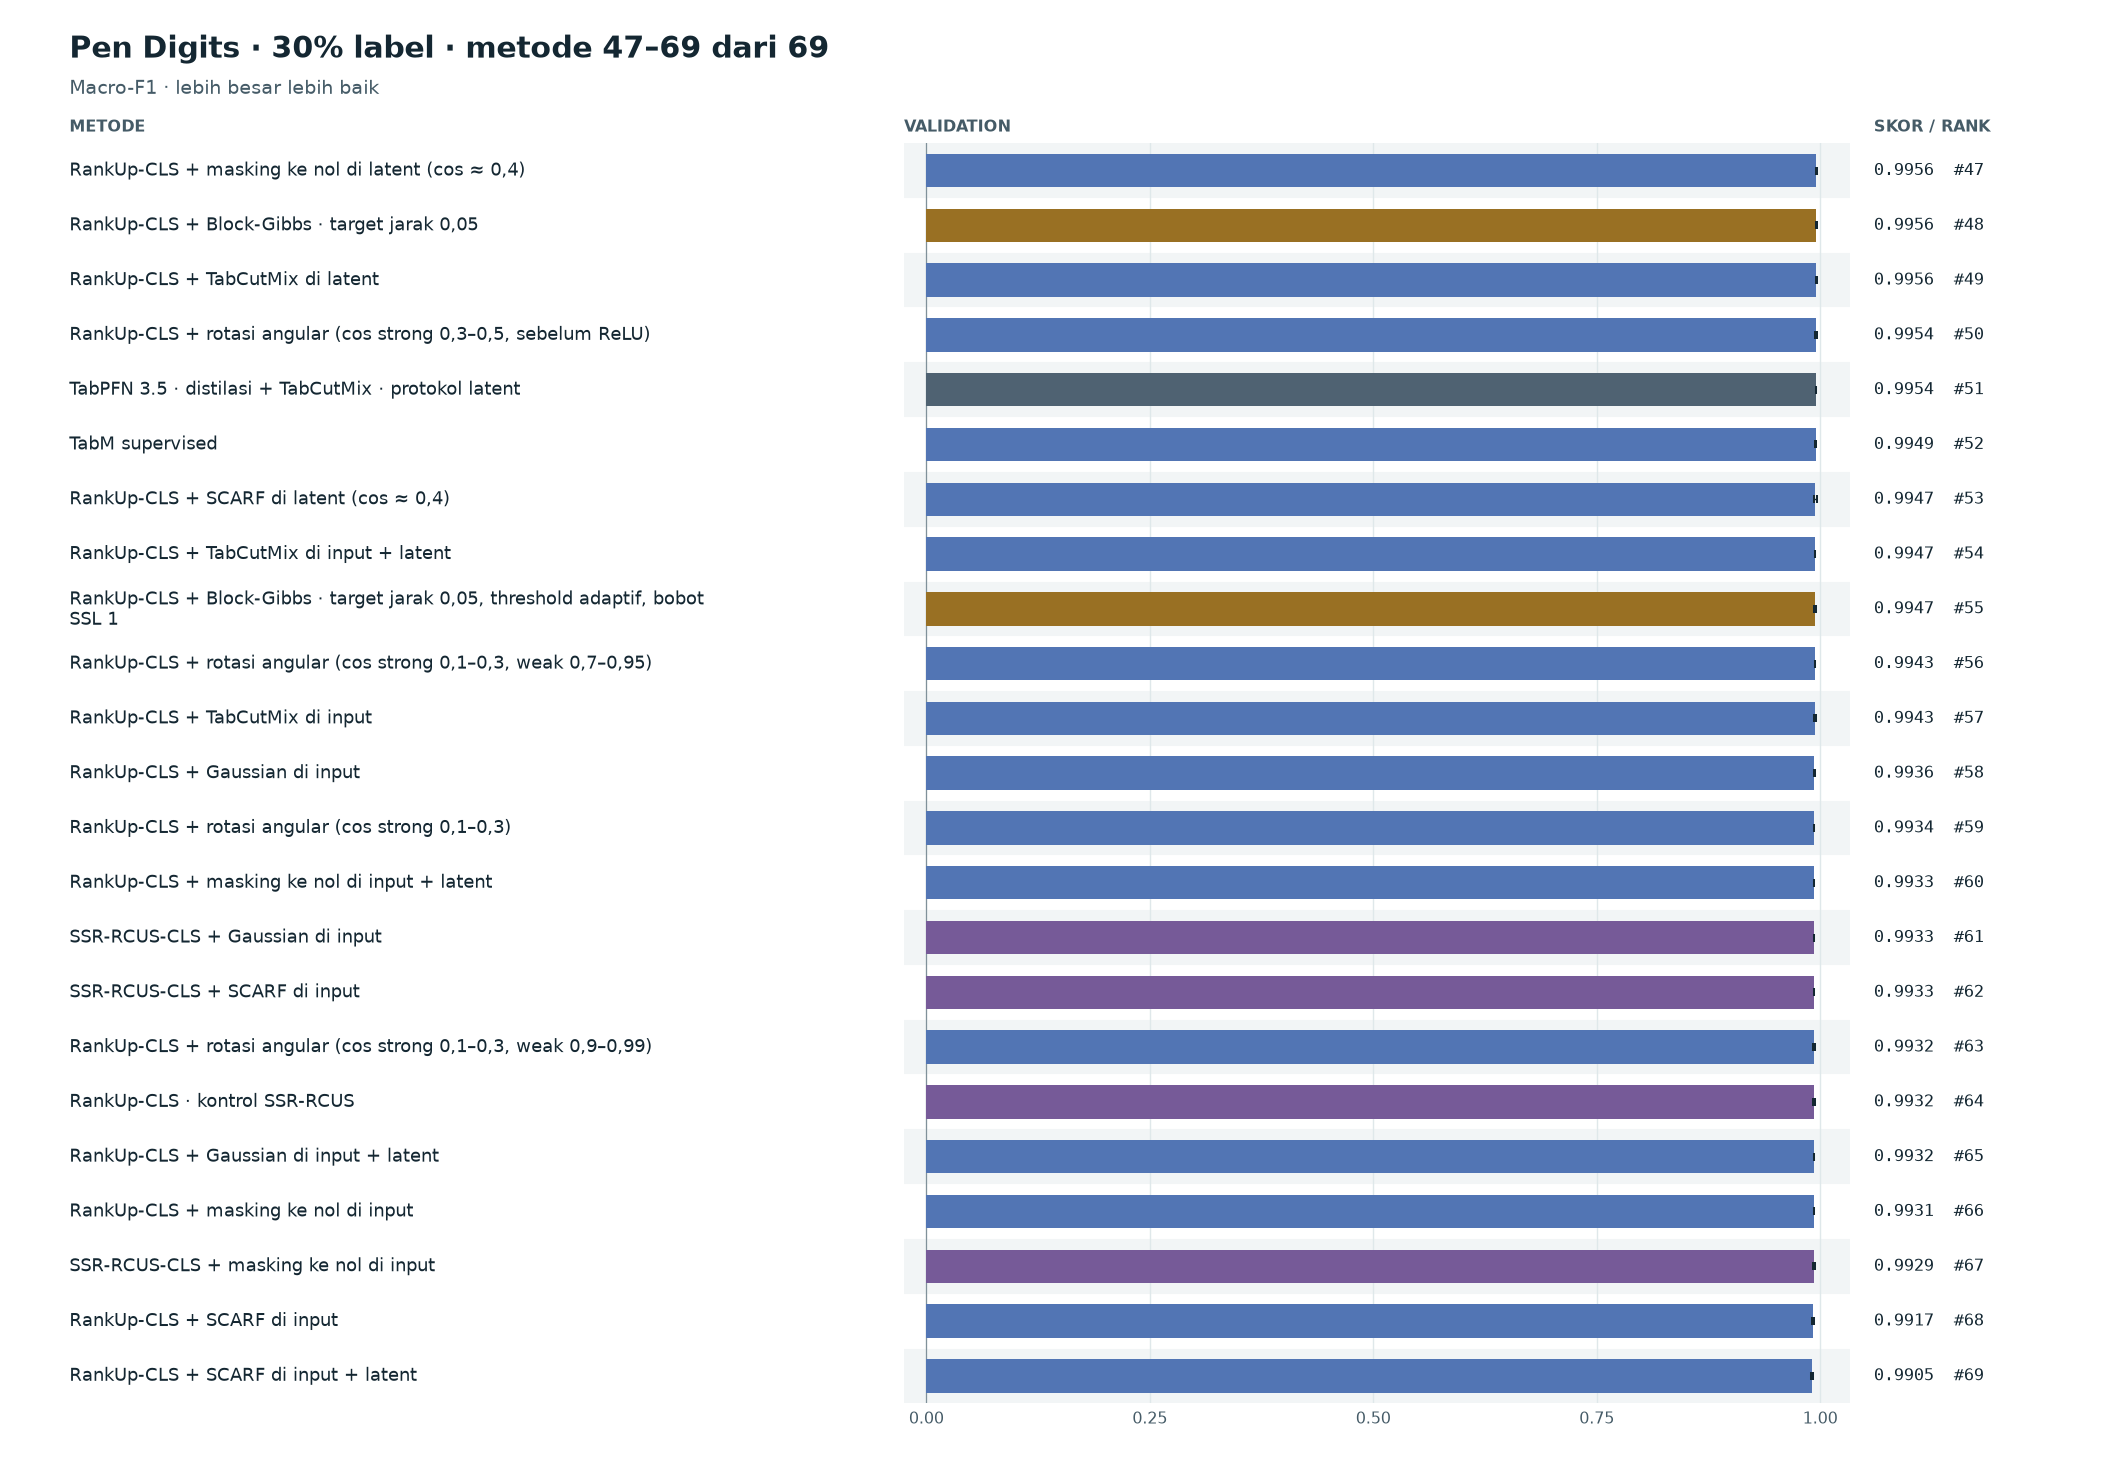 Pen Digits · 30% label · metode 47–69 dari 69
Macro-F1 · lebih besar lebih baik
METODE VALIDATION SKOR / RANK
RankUp-CLS + masking ke nol di latent (cos ≈ 0,4) 0.9956 #47
RankUp-CLS + Block-Gibbs · target jarak 0,05 0.9956 #48
RankUp-CLS + TabCutMix di latent 0.9956 #49
RankUp-CLS + rotasi angular (cos strong 0,3–0,5, sebelum ReLU) 0.9954 #50
TabPFN 3.5 · distilasi + TabCutMix · protokol latent 0.9954 #51
TabM supervised 0.9949 #52
RankUp-CLS + SCARF di latent (cos ≈ 0,4) 0.9947 #53
RankUp-CLS + TabCutMix di input + latent 0.9947 #54
RankUp-CLS + Block-Gibbs · target jarak 0,05, threshold adaptif, bobot
SSL 1 0.9947 #55
RankUp-CLS + rotasi angular (cos strong 0,1–0,3, weak 0,7–0,95) 0.9943 #56
RankUp-CLS + TabCutMix di input 0.9943 #57
RankUp-CLS + Gaussian di input 0.9936 #58
RankUp-CLS + rotasi angular (cos strong 0,1–0,3) 0.9934 #59
RankUp-CLS + masking ke nol di input + latent 0.9933 #60
SSR-RCUS-CLS + Gaussian di input 0.9933 #61
SSR-RCUS-CLS + SCARF di input 0.9933 #62
RankUp-CLS + rotasi angular (cos strong 0,1–0,3, weak 0,9–0,99) 0.9932 #63
RankUp-CLS · kontrol SSR-RCUS 0.9932 #64
RankUp-CLS + Gaussian di input + latent 0.9932 #65
RankUp-CLS + masking ke nol di input 0.9931 #66
SSR-RCUS-CLS + masking ke nol di input 0.9929 #67
RankUp-CLS + SCARF di input 0.9917 #68
RankUp-CLS + SCARF di input + latent 0.9905 #69
0.00 0.25 0.50 0.75 1.00